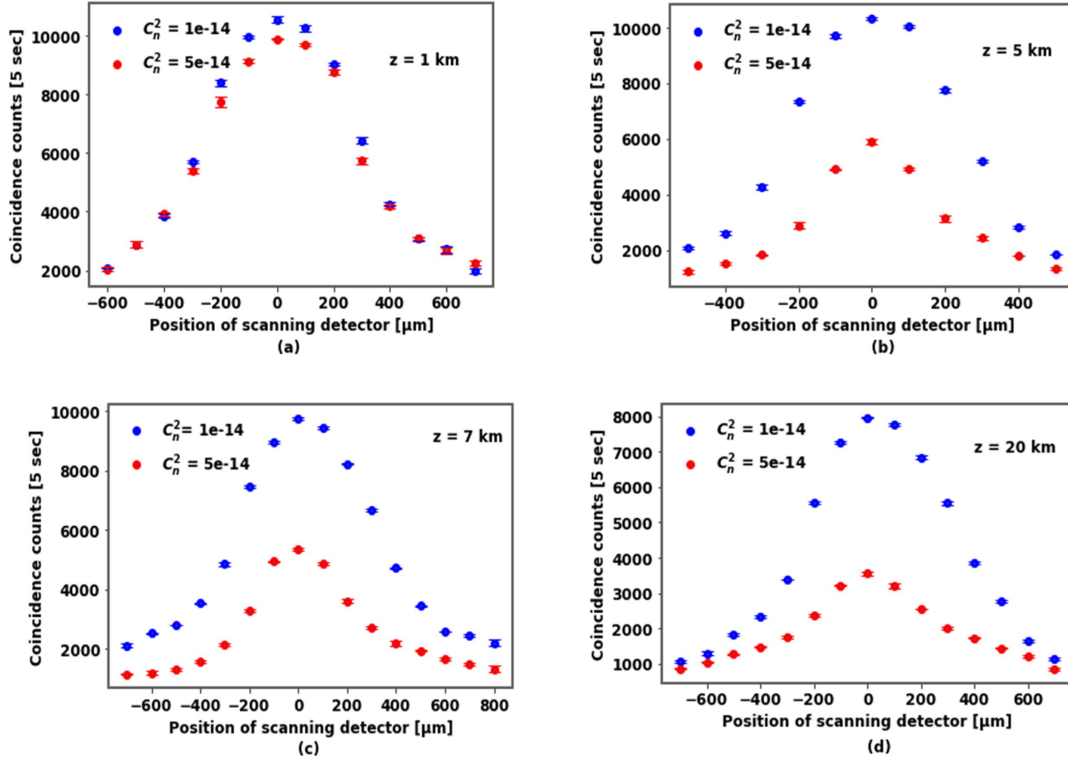 10000
8000
6000
4000
2000
Coincidence counts [5 sec]
C_n^2 = 1e-14
C_n^2 = 5e-14
z = 1 km
−600 −400 −200 0 200 400 600
Position of scanning detector [μm]
(a)
10000
8000
6000
4000
2000
Coincidence counts [5 sec]
C_n^2 = 1e-14
C_n^2 = 5e-14
z = 5 km
−400 −200 0 200 400
Position of scanning detector [μm]
(b)
10000
8000
6000
4000
2000
Coincidence counts [5 sec]
C_n^2= 1e-14
C_n^2 = 5e-14
z = 7 km
−600 −400 −200 0 200 400 600 800
Position of scanning detector [μm]
(c)
8000
7000
6000
5000
4000
3000
2000
1000
Coincidence counts [5 sec]
C_n^2 = 1e-14
C_n^2 = 5e-14
z = 20 km
−600 −400 −200 0 200 400 600
Position of scanning detector [μm]
(d)